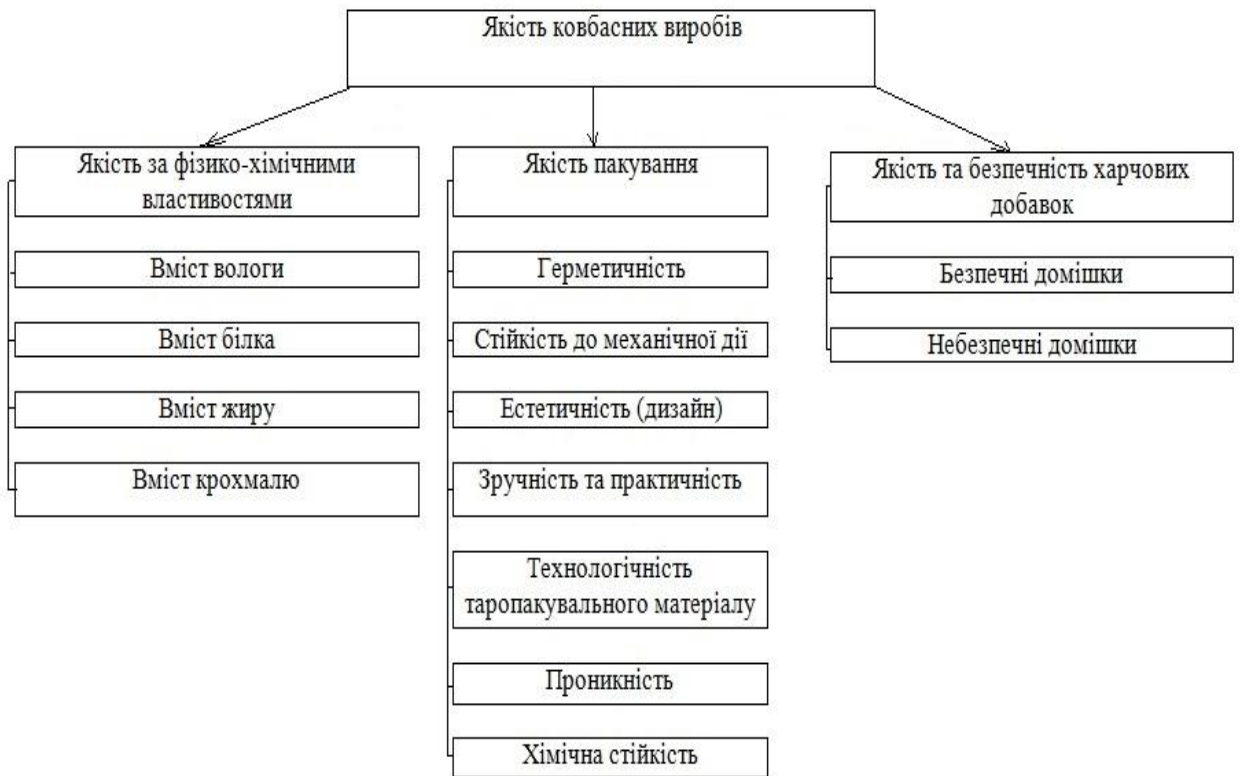 Якість ковбасних виробів
Якість за фізико-хімічними
властивостями
Вміст вологи
Вміст білка
Вміст жиру
Вміст крохмалю
Якість пакування
Герметичність
Стійкість до механічної дії
Естетичність (дизайн)
Зручність та практичність
Технологічність
таропакувального матеріалу
Проникність
Хімічна стійкість
Якість та безпечність харчових
добавок
Безпечні домішки
Небезпечні домішки